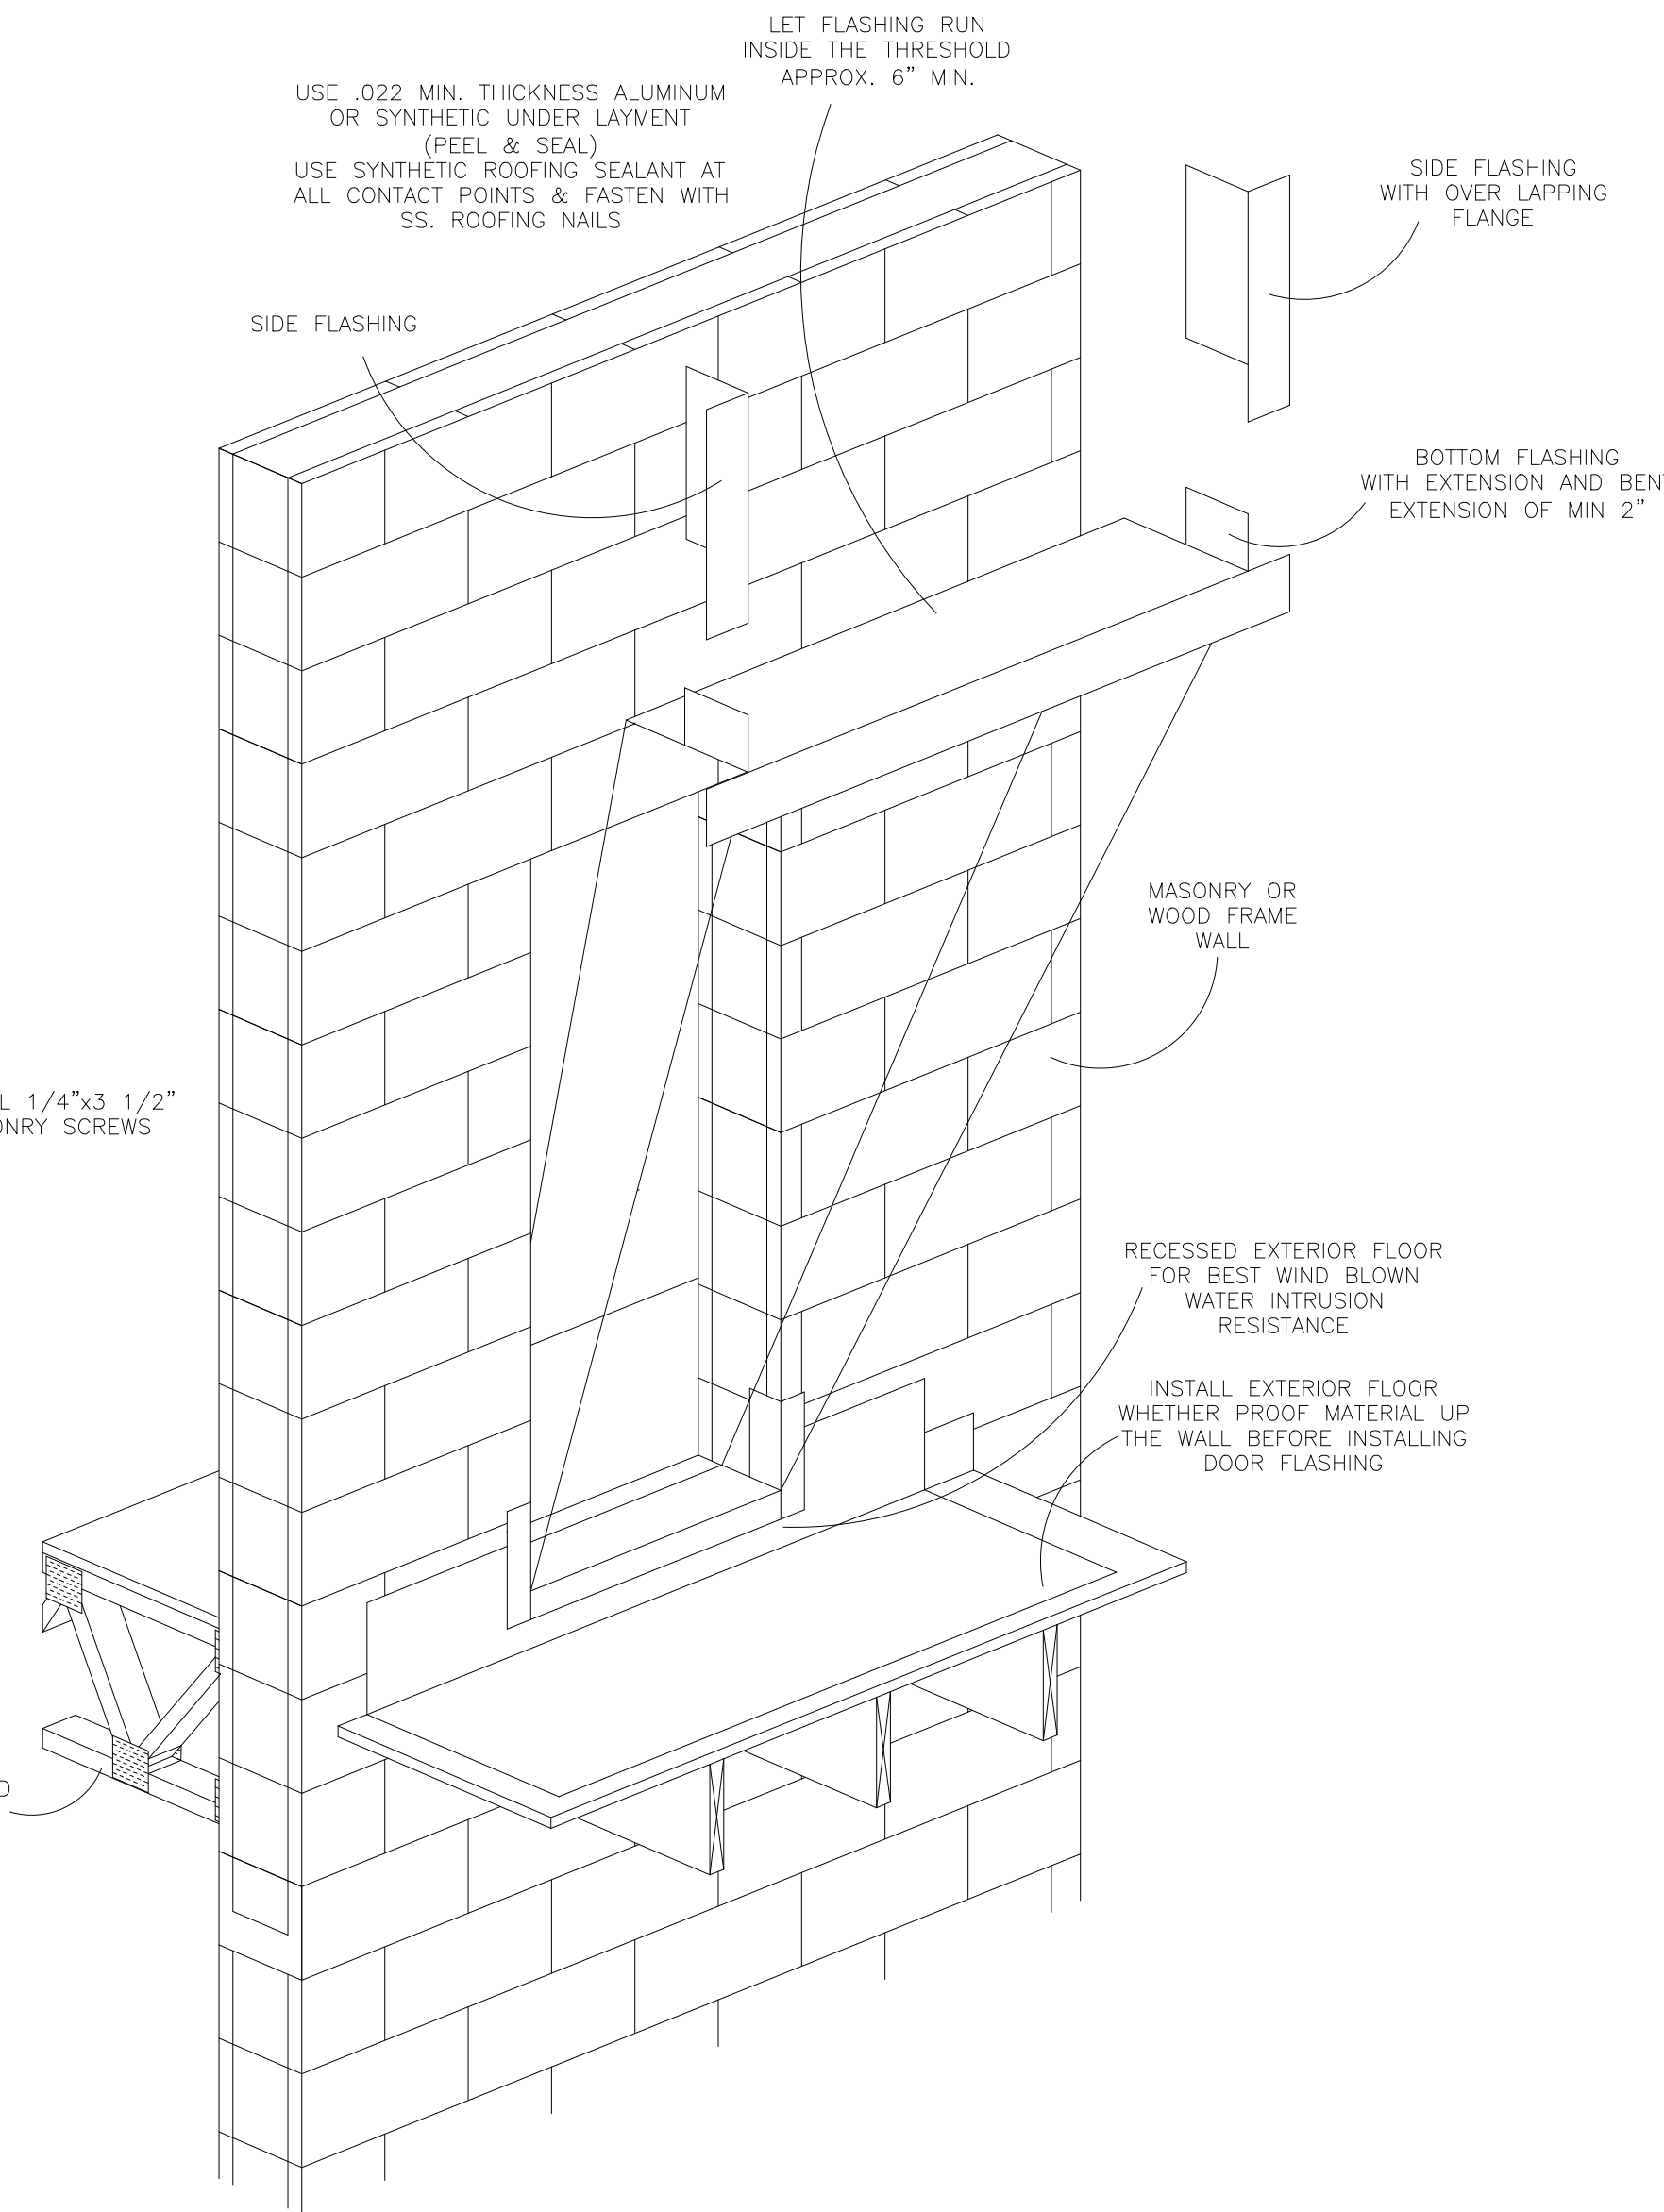 LET FLASHING RUN
INSIDE THE THRESHOLD
APPROX. 6” MIN.
USE .022 MIN. THICKNESS ALUMINUM
OR SYNTHETIC UNDER LAYMENT
(PEEL & SEAL)
USE SYNTHETIC ROOFING SEALANT AT
ALL CONTACT POINTS & FASTEN WITH
SS. ROOFING NAILS
SIDE FLASHING
WITH OVER LAPPING
FLANGE
SIDE FLASHING
BOTTOM FLASHING
WITH EXTENSION AND BENT
EXTENSION OF MIN 2”
MASONRY OR
WOOD FRAME
WALL
1/4”x3 1/2”
SCREWS
RECESSED EXTERIOR FLOOR
FOR BEST WIND BLOWN
WATER INTRUSION
RESISTANCE
INSTALL EXTERIOR FLOOR
WHETHER PROOF MATERIAL UP
THE WALL BEFORE INSTALLING
DOOR FLASHING